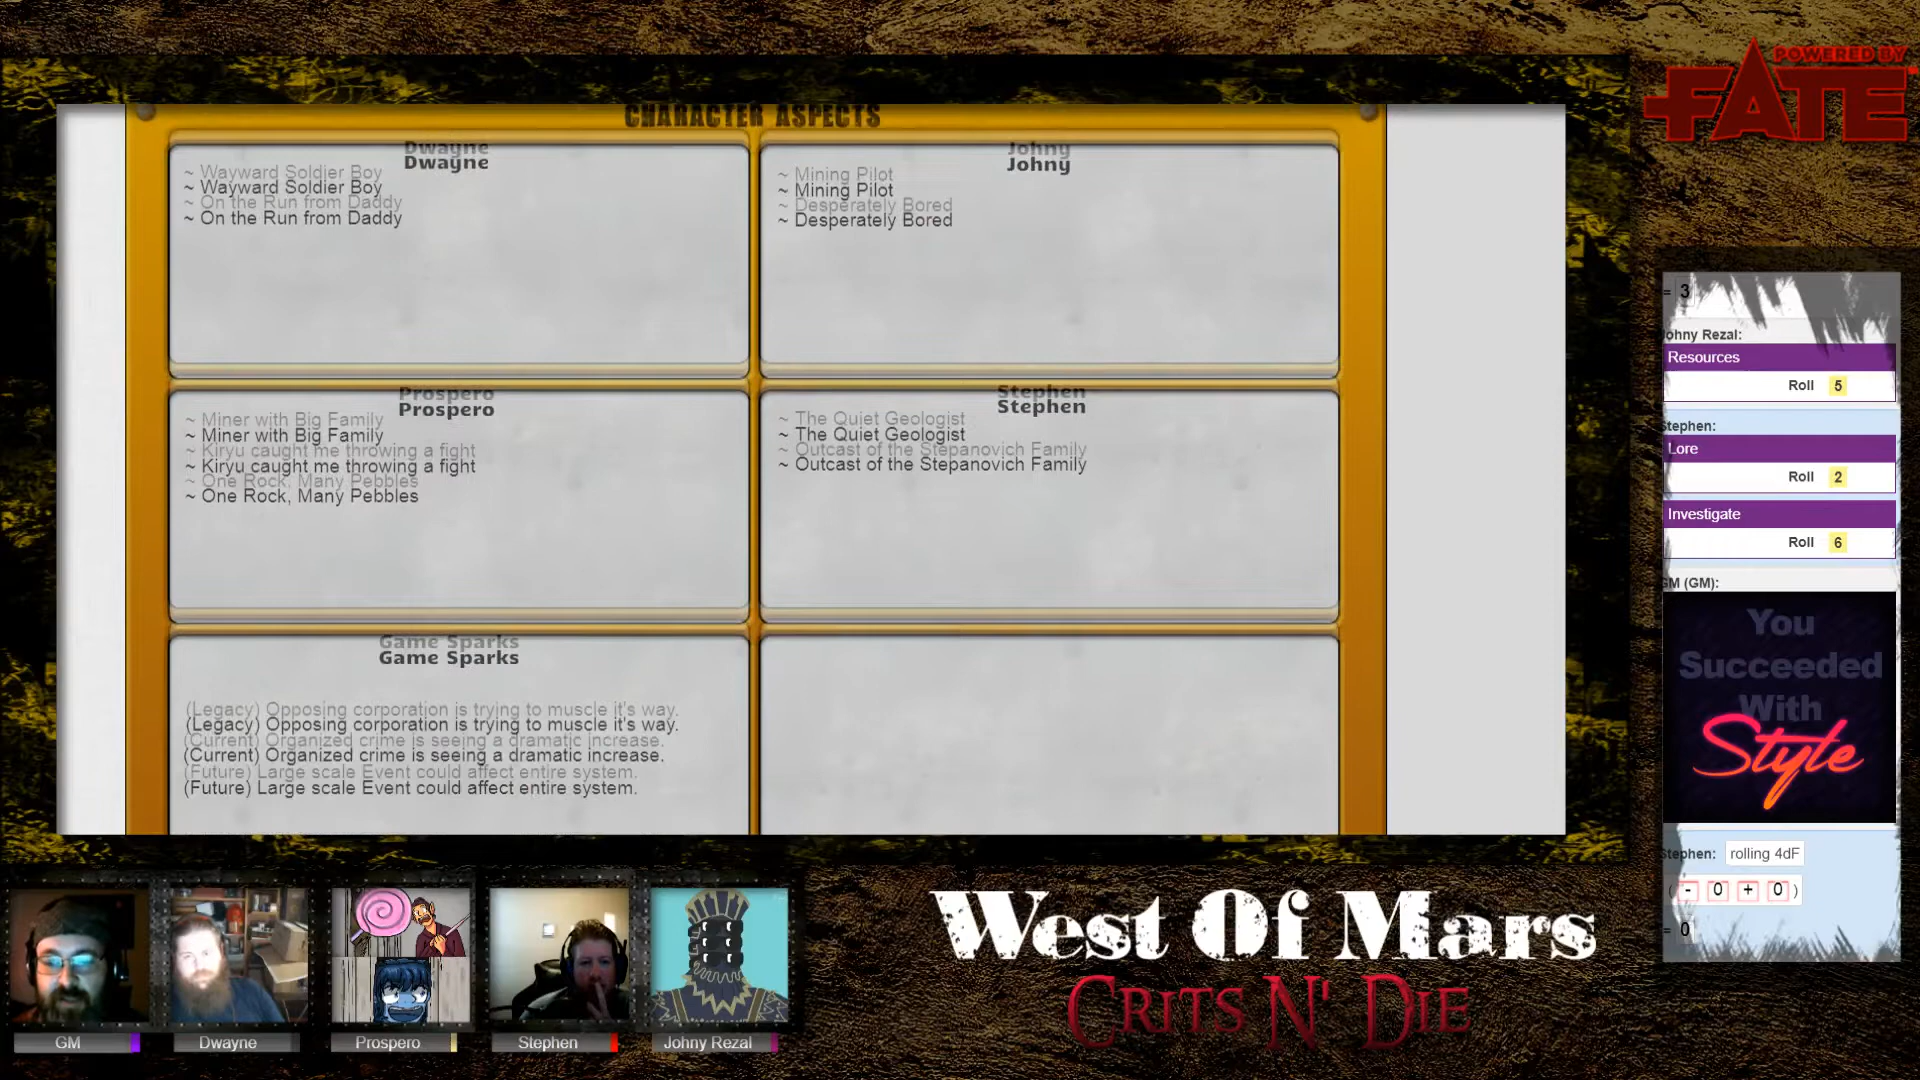 POWERED BY
FATE
CHARACTER ASPECTS
Dwayne
~ Wayward Soldier Boy
~ On the Run from Daddy
Johny
~ Mining Pilot
~ Desperately Bored
Prospero
~ Miner with Big Family
~ Kiryu caught me throwing a fight
~ One Rock, Many Pebbles
Stephen
~ The Quiet Geologist
~ Outcast of the Stepanovich Family
Game Sparks
(Legacy) Opposing corporation is trying to muscle it's way.
(Current) Organized crime is seeing a dramatic increase.
(Future) Large scale Event could affect entire system.
= 3
Johny Rezal:
Resources
Roll 5
Stephen:
Lore
Roll 2
Investigate
Roll 6
GM (GM):
You
Succeeded
With
Style
Stephen: rolling 4dF
( - 0 + 0 )
= 0
GM
Dwayne
Prospero
Stephen
Johny Rezal
West Of Mars
Crits N' Die